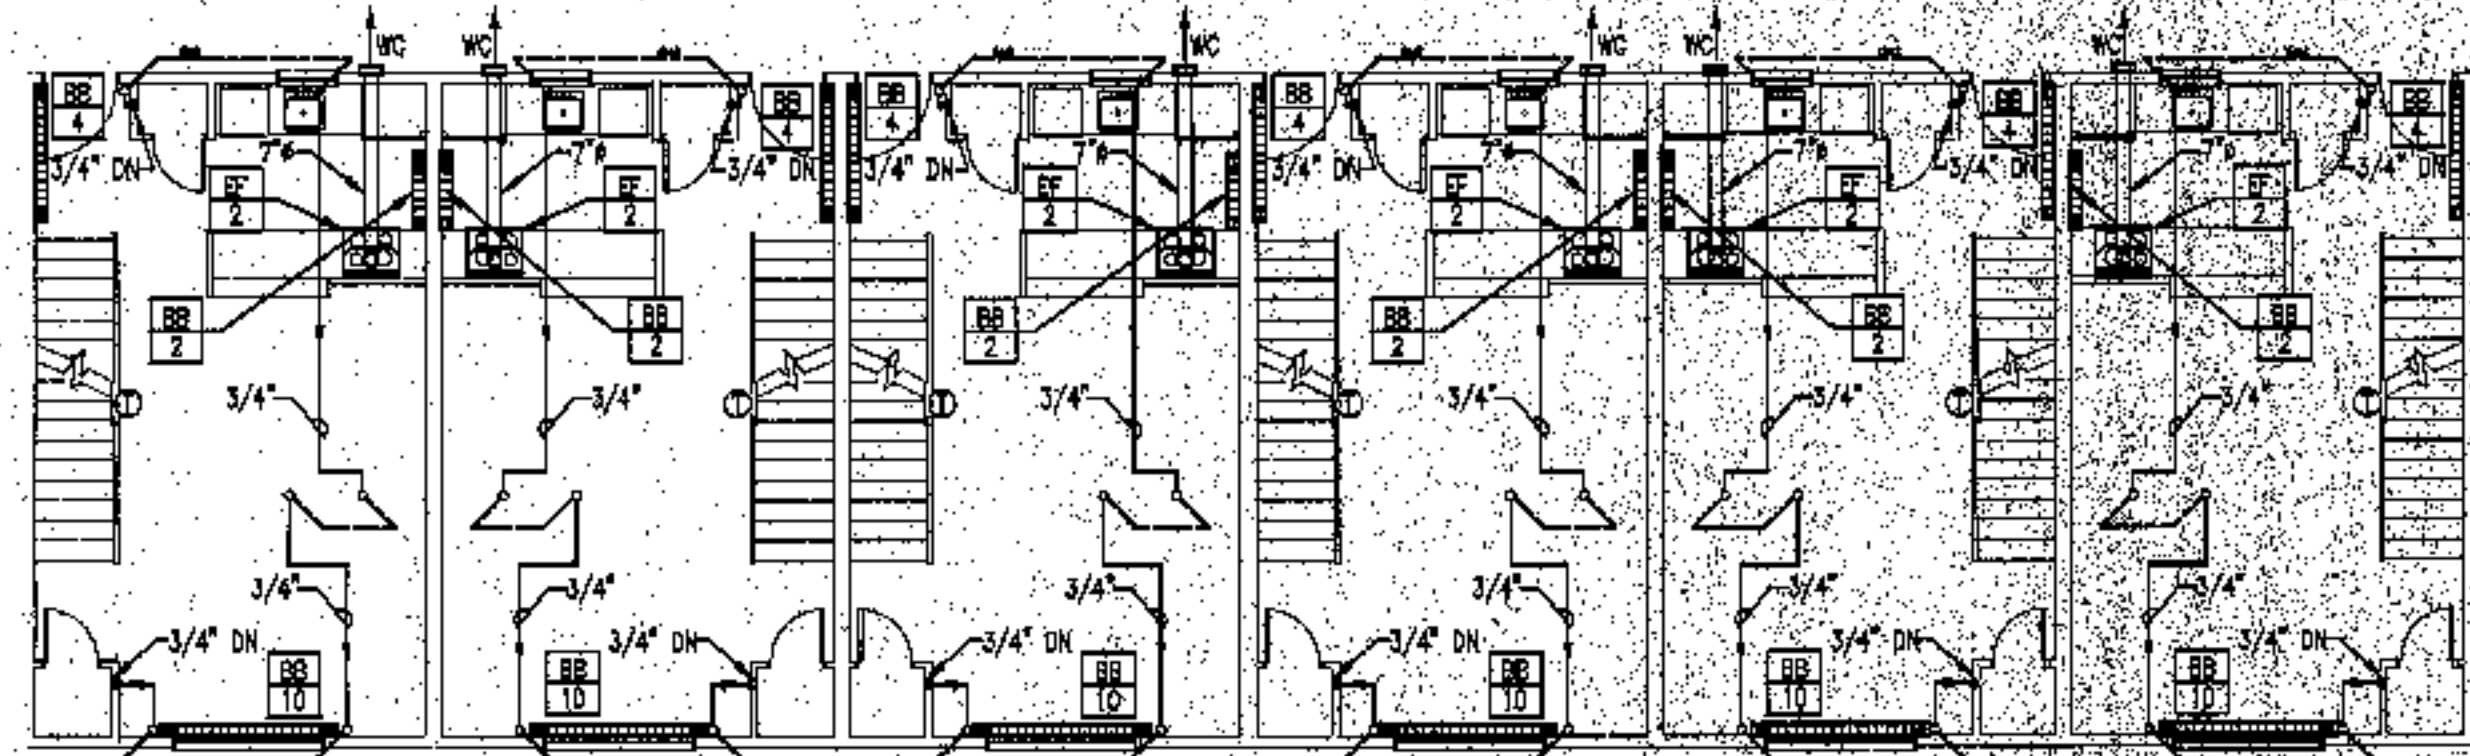 WC WC WC WC WC WC
BB BB BB BB BB BB BB
4 4 4 4 4 4 4
7"ø 7"ø 7"ø 7"ø 7"ø 7"ø
3/4" DN 3/4" DN 3/4" DN 3/4" DN 3/4" DN 3/4" DN
EF EF EF EF EF EF
2 2 2 2 2 2
BB BB BB BB BB BB
2 2 2 2 2 2
3/4" 3/4" 3/4" 3/4" 3/4" 3/4"
T T T T T T
3/4" 3/4" 3/4" 3/4" 3/4" 3/4"
3/4" DN 3/4" DN 3/4" DN 3/4" DN 3/4" DN 3/4" DN
BB BB BB BB BB BB
10 10 10 10 10 10